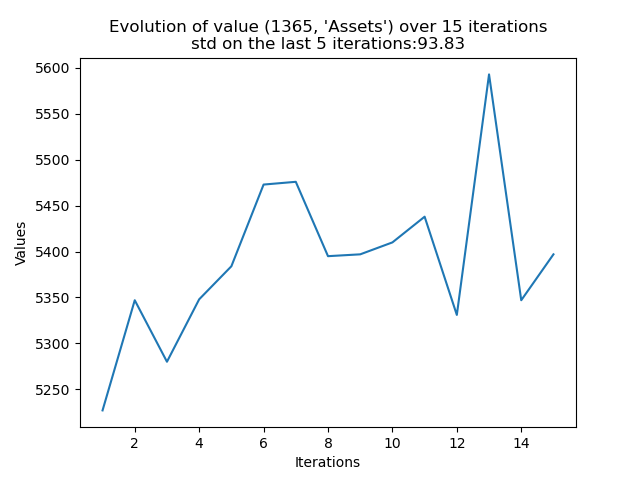 Evolution of value (1365, 'Assets') over 15 iterations
std on the last 5 iterations:93.83
5600
5550
5500
5450
5400
5350
5300
5250
Values
2 4 6 8 10 12 14
Iterations